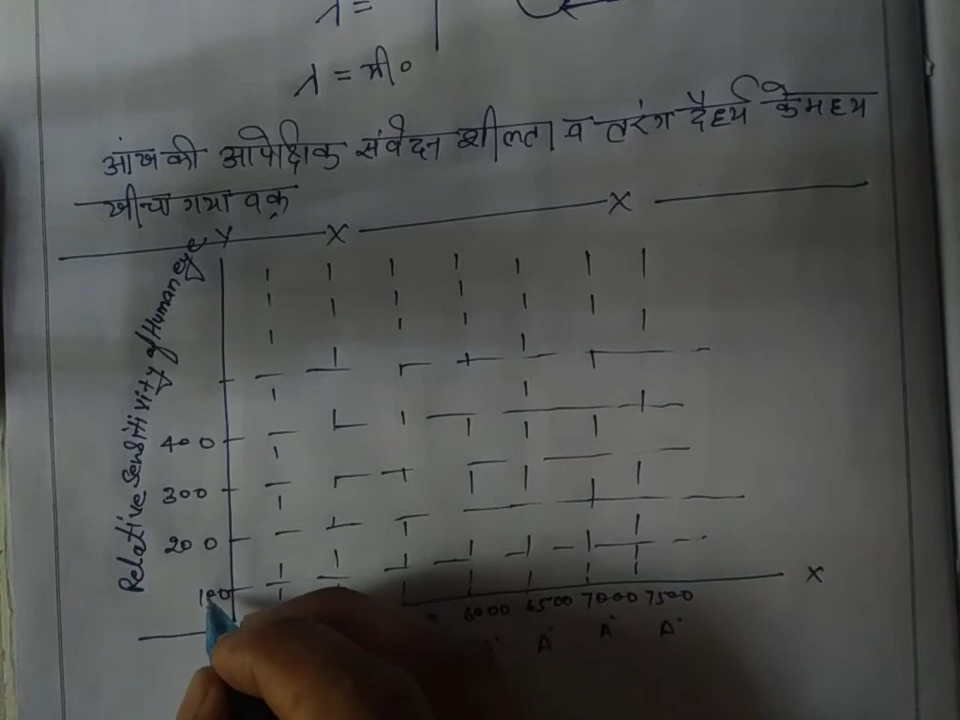 λ =
λ = मी०
आंख की आपेक्षिक संवेदन शीलता व तरंग दैर्ध्य के मध्य
खींचा गया वक्र
Y X X
Relative Sensitivity of Human eye
400
300
200
100
X
6000 6500 7000 7500
A° A° A°